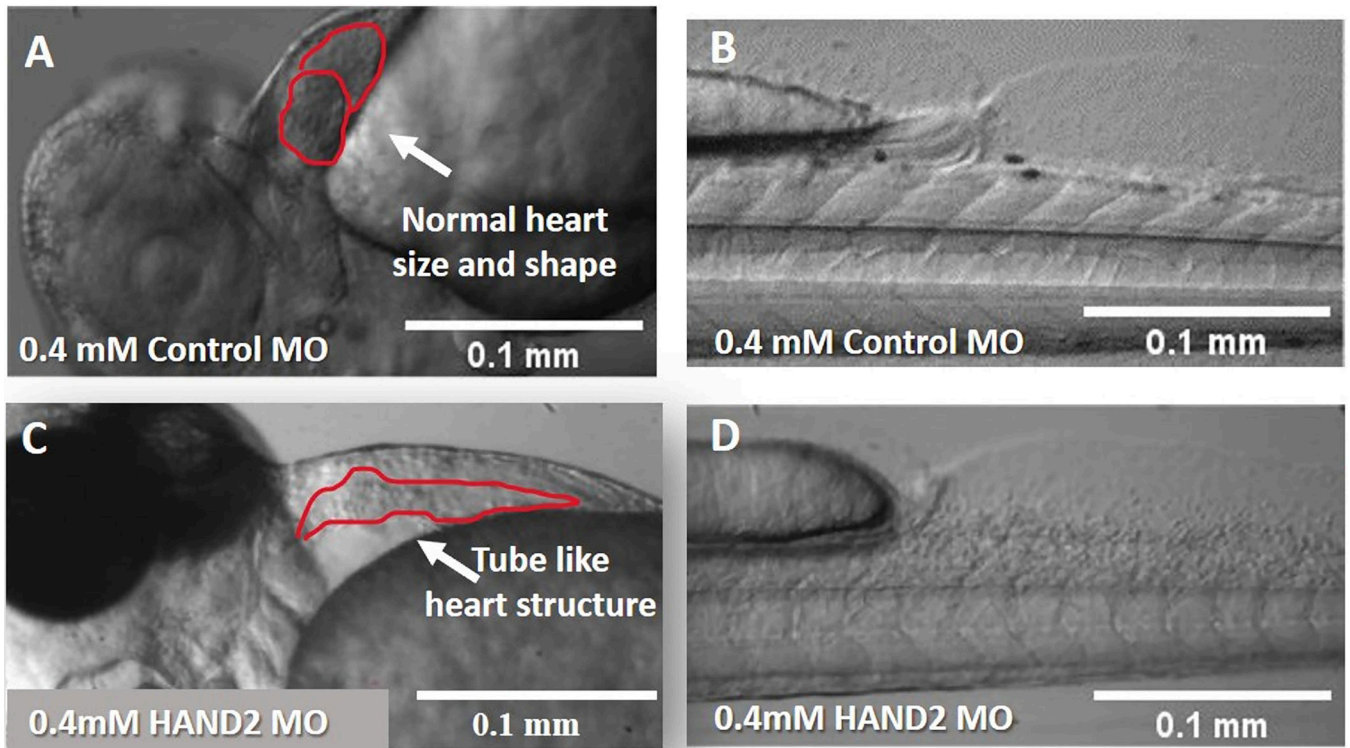 A
Normal heart
size and shape
0.4 mM Control MO
0.1 mm
B
0.4 mM Control MO
0.1 mm
C
Tube like
heart structure
0.4mM HAND2 MO
0.1 mm
D
0.4mM HAND2 MO
0.1 mm